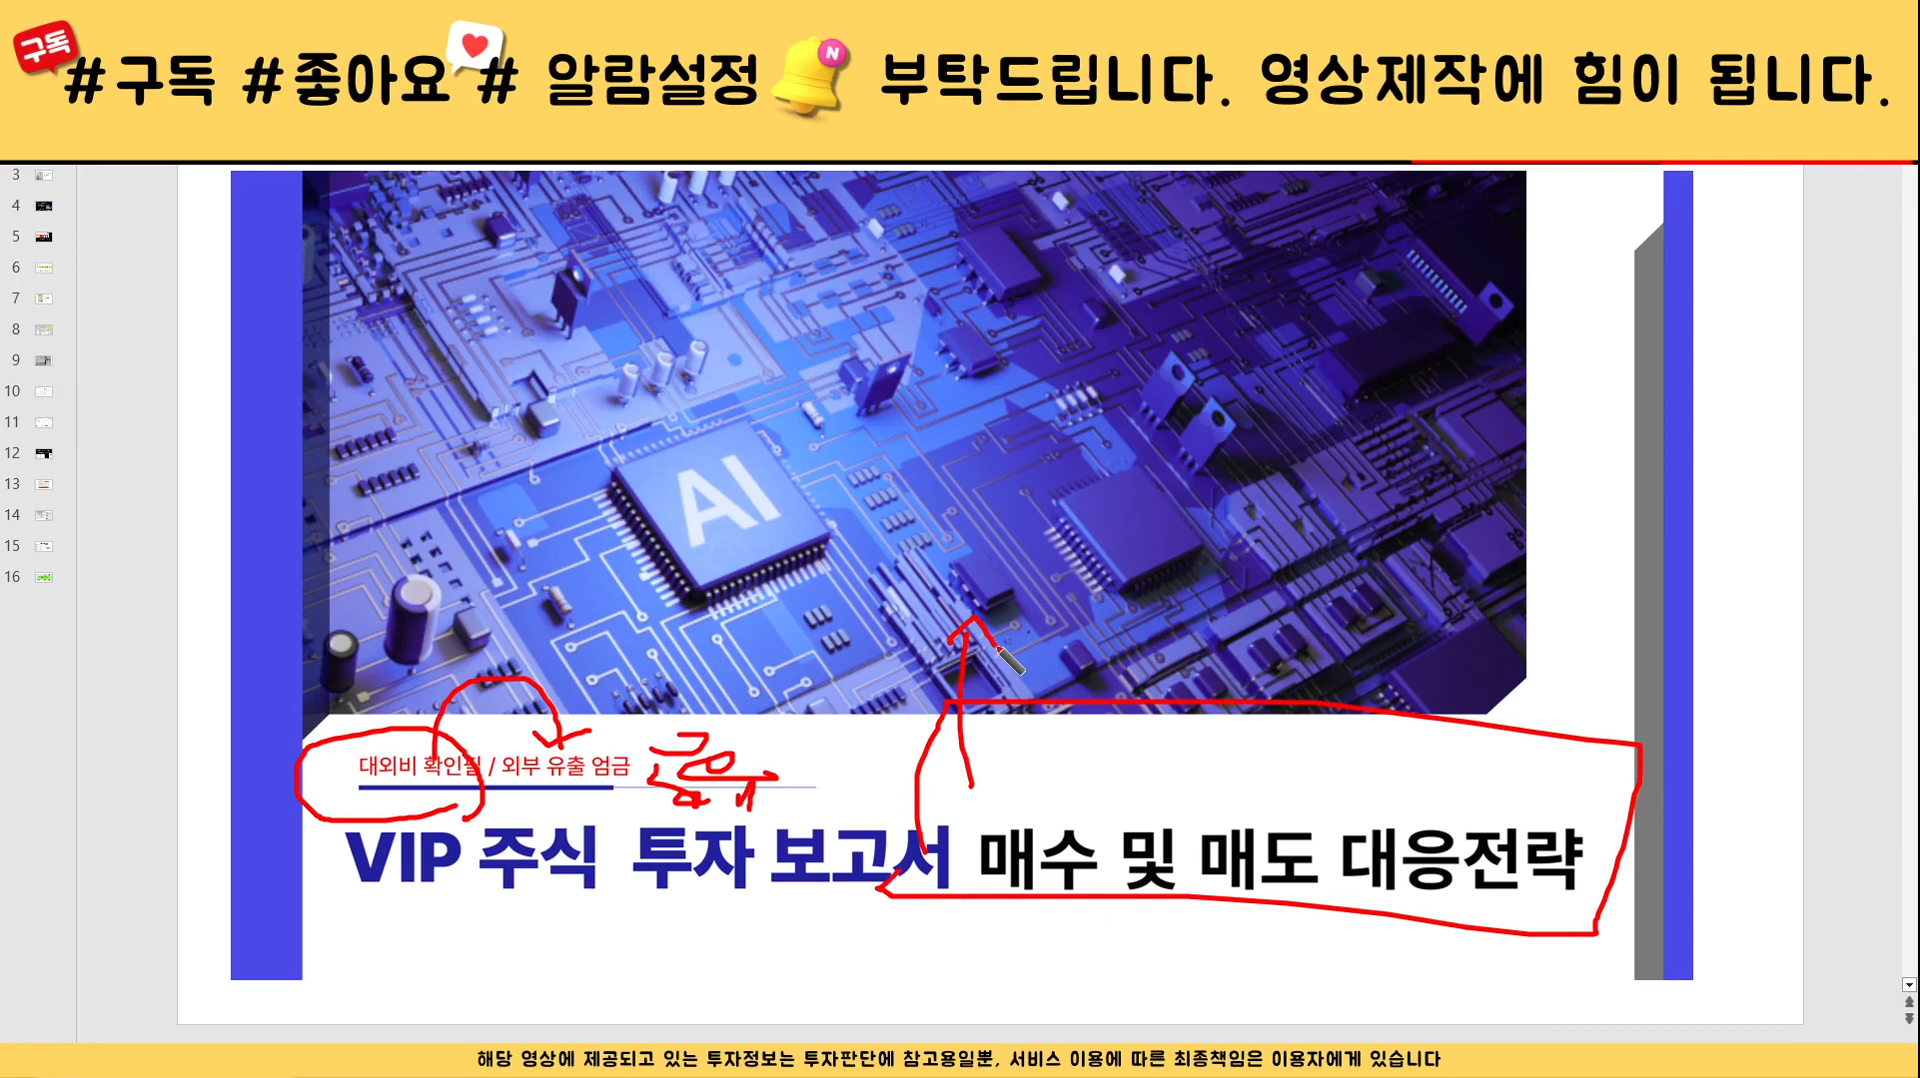 구독
#구독 #좋아요 # 알람설정 N 부탁드립니다. 영상제작에 힘이 됩니다.
3
4
5
6
7
8
9
10
11
12
13
14
15
16
AI
대외비 확인필 / 외부 유출 엄금
VIP 주식 투자 보고서 매수 및 매도 대응전략
해당 영상에 제공되고 있는 투자정보는 투자판단에 참고용일뿐, 서비스 이용에 따른 최종책임은 이용자에게 있습니다